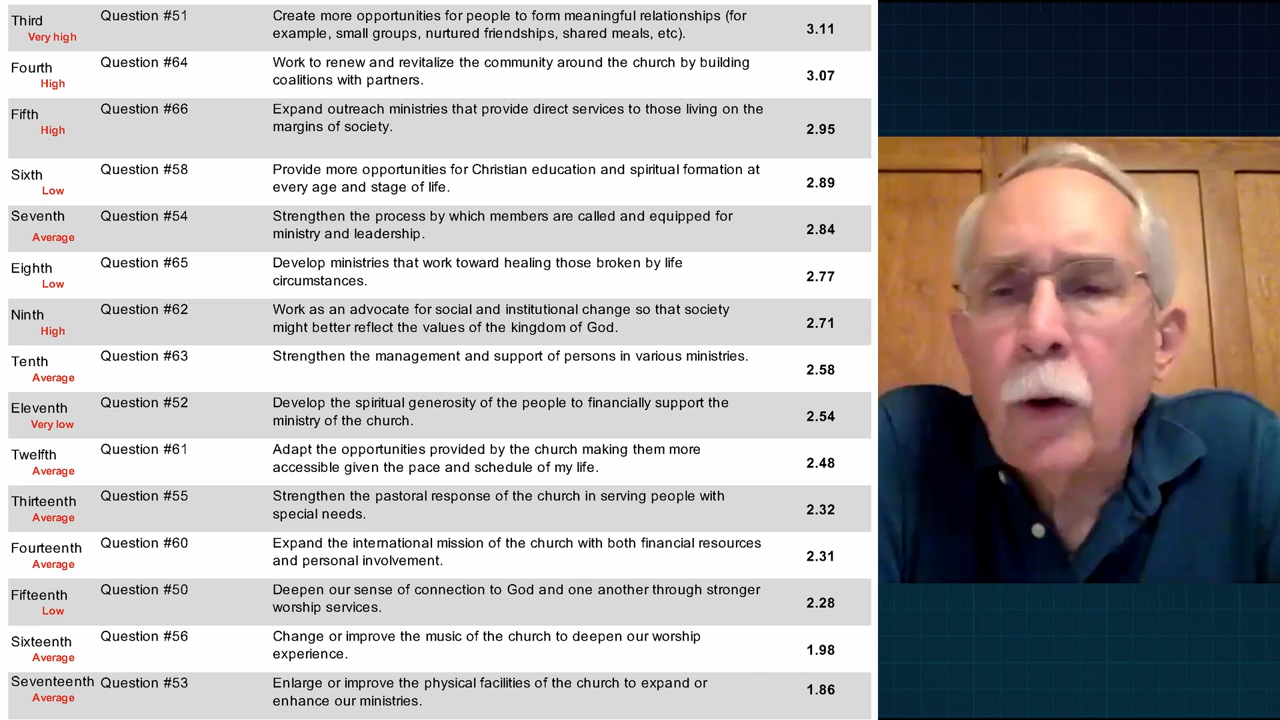 Third Question #51 Create more opportunities for people to form meaningful relationships (for
Very high example, small groups, nurtured friendships, shared meals, etc). 3.11
Fourth Question #64 Work to renew and revitalize the community around the church by building
High coalitions with partners. 3.07
Fifth Question #66 Expand outreach ministries that provide direct services to those living on the
High margins of society. 2.95
Sixth Question #58 Provide more opportunities for Christian education and spiritual formation at
Low every age and stage of life. 2.89
Seventh Question #54 Strengthen the process by which members are called and equipped for
Average ministry and leadership. 2.84
Eighth Question #65 Develop ministries that work toward healing those broken by life
Low circumstances. 2.77
Ninth Question #62 Work as an advocate for social and institutional change so that society
High might better reflect the values of the kingdom of God. 2.71
Tenth Question #63 Strengthen the management and support of persons in various ministries.
Average 2.58
Eleventh Question #52 Develop the spiritual generosity of the people to financially support the
Very low ministry of the church. 2.54
Twelfth Question #61 Adapt the opportunities provided by the church making them more
Average accessible given the pace and schedule of my life. 2.48
Thirteenth Question #55 Strengthen the pastoral response of the church in serving people with
Average special needs. 2.32
Fourteenth Question #60 Expand the international mission of the church with both financial resources
Average and personal involvement. 2.31
Fifteenth Question #50 Deepen our sense of connection to God and one another through stronger
Low worship services. 2.28
Sixteenth Question #56 Change or improve the music of the church to deepen our worship
Average experience. 1.98
Seventeenth Question #53 Enlarge or improve the physical facilities of the church to expand or
Average enhance our ministries. 1.86